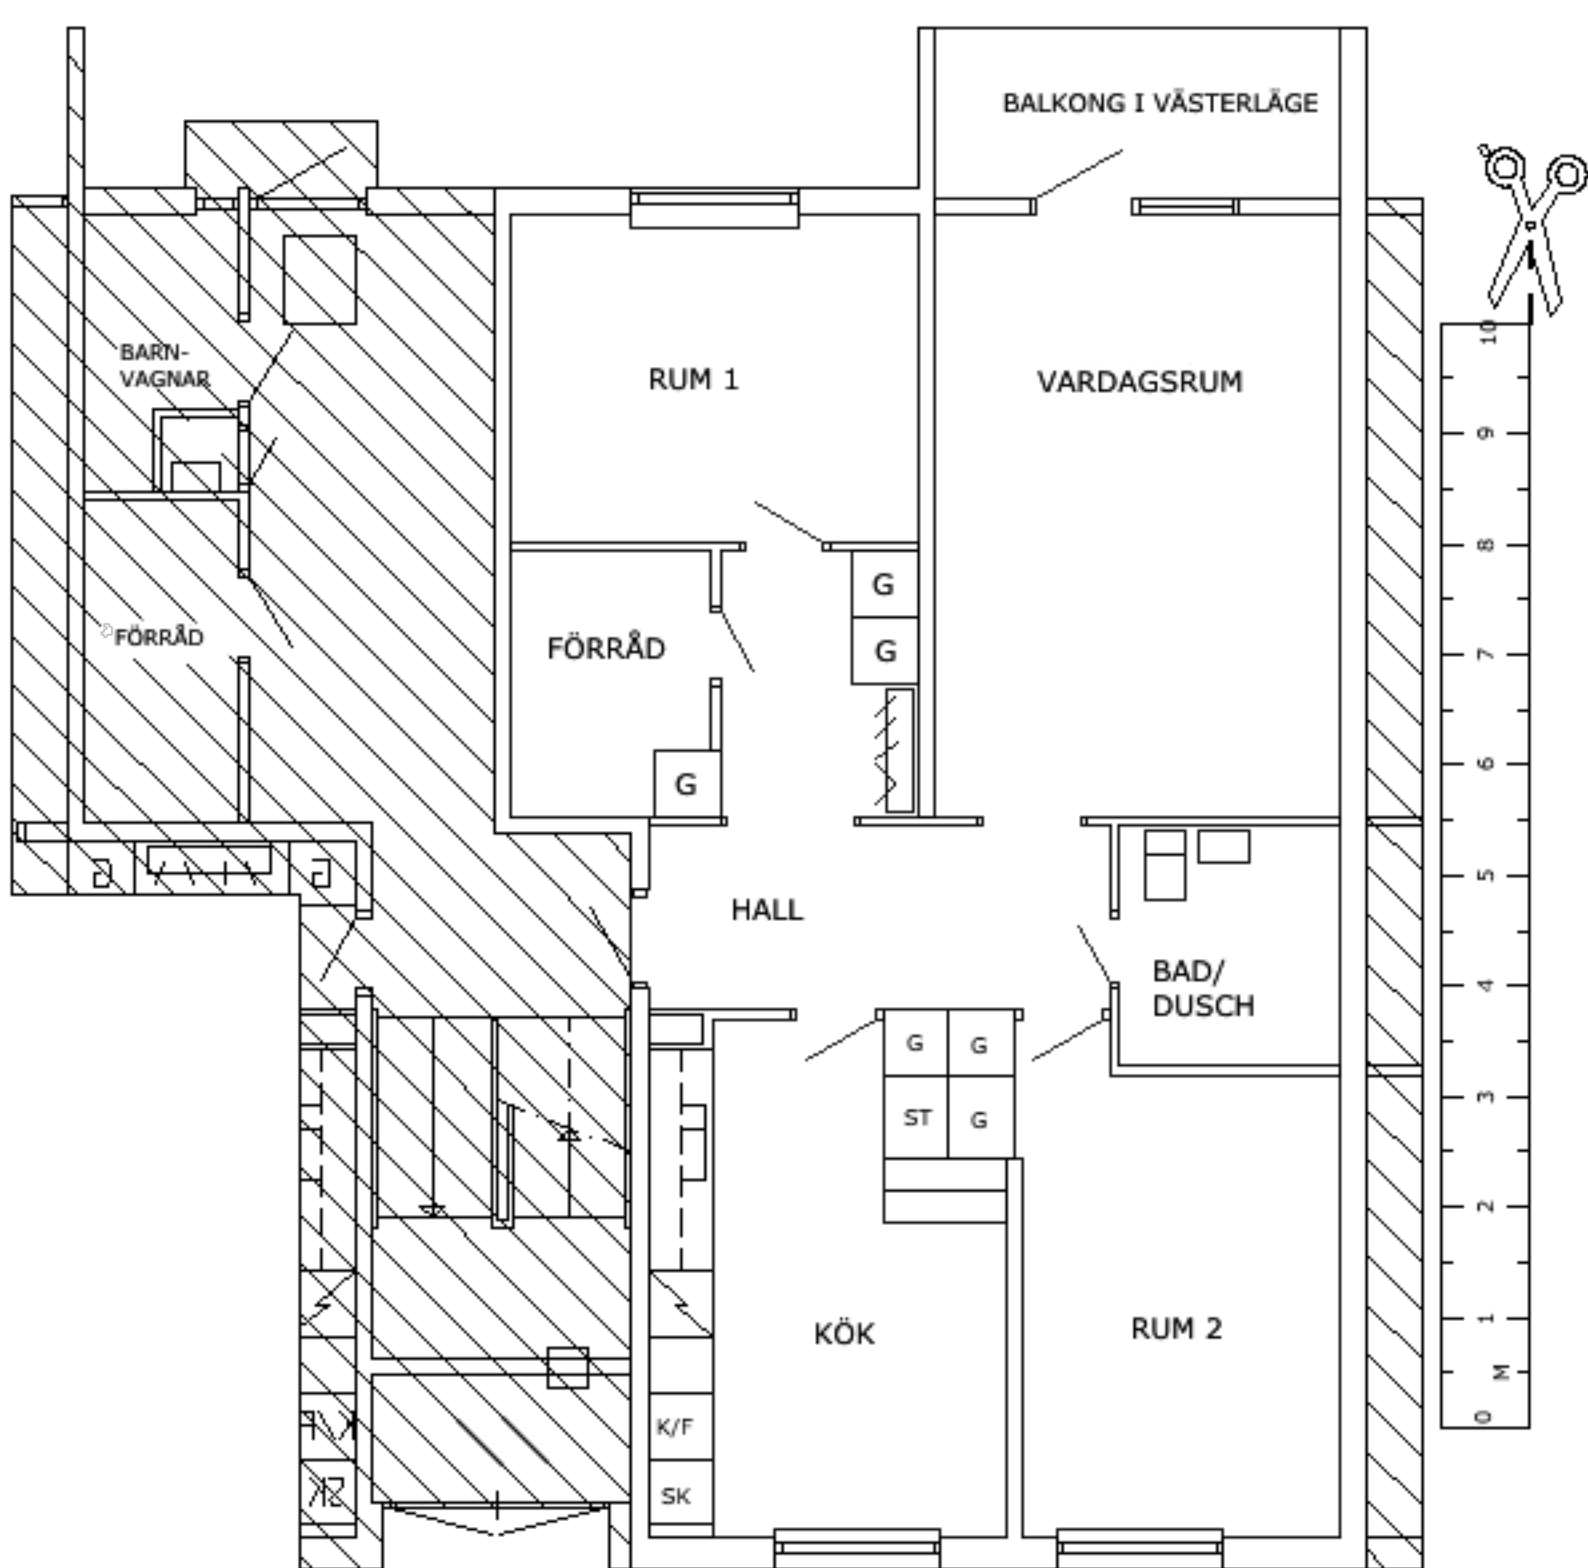 BALKONG I VÄSTERLÄGE
BARN-
VAGNAR
RUM 1
VARDAGSRUM
FÖRRÅD
FÖRRÅD
G
G
G
G
G
HALL
BAD/
DUSCH
G
G
ST
G
KÖK
RUM 2
K/F
SK
K/F
SK
10
9
8
7
6
5
4
3
2
1
M
0